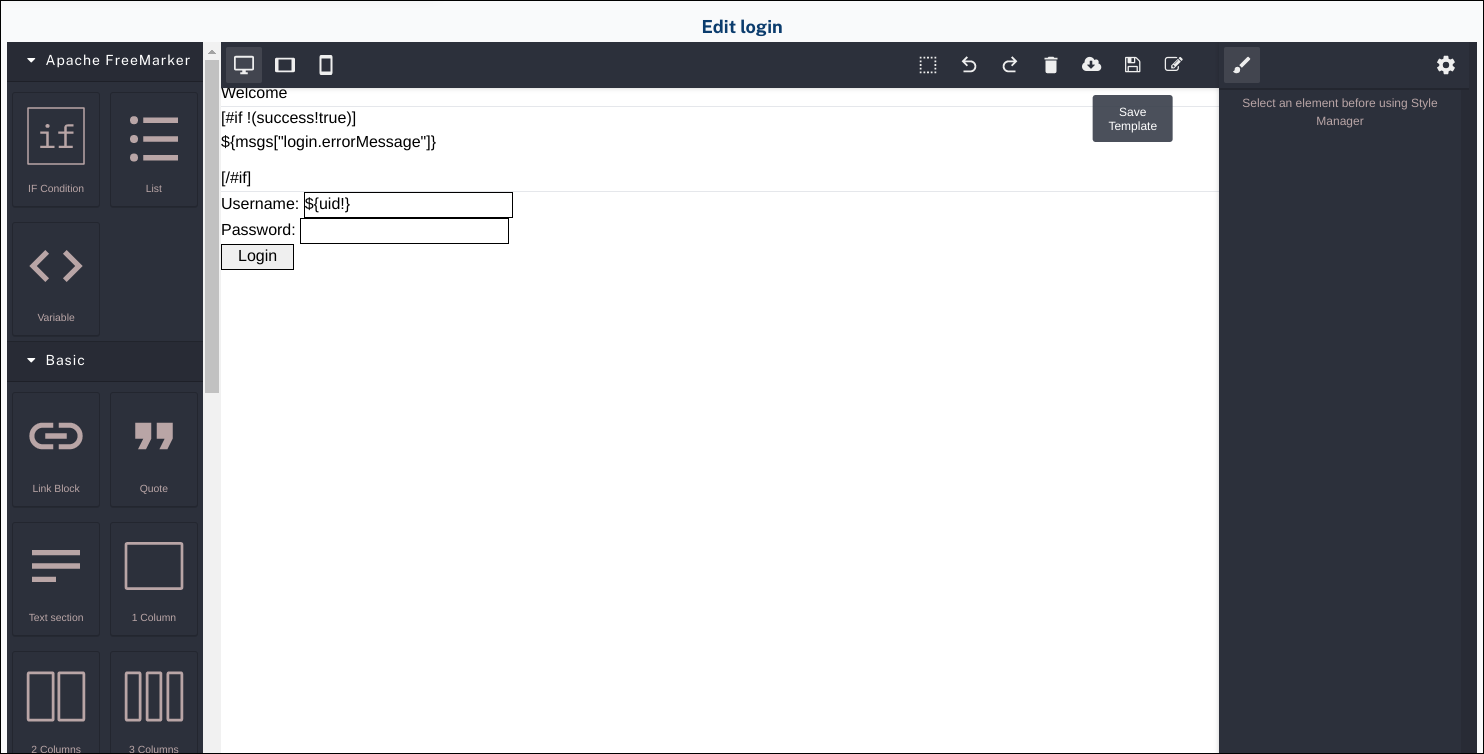 Edit login
Apache FreeMarker
if
IF Condition
List
Variable
Basic
Link Block
Quote
Text section
1 Column
2 Columns
3 Columns
Welcome
[#if !(success!true)]
${msgs["login.errorMessage"]}
[/#if]
Username: ${uid!}
Password:
Login
Save
Template
Select an element before using Style
Manager